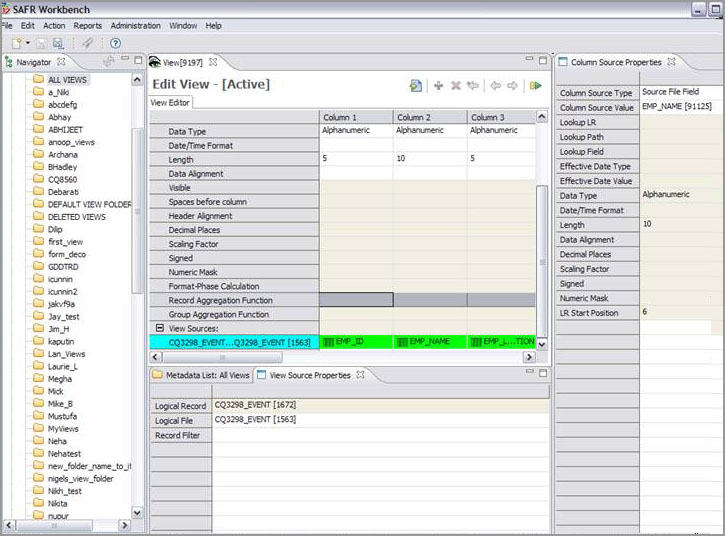 SAFR Workbench
File Edit Action Reports Administration Window Help
Navigator
ALL VIEWS
a_Niki
abcdefg
Abhay
ABHIJEET
anoop_views
Archana
BHadley
CQ8560
Debarati
DEFAULT VIEW FOLDER
DELETED VIEWS
Dilip
first_view
form_deco
GDDTRD
icunnin
icunnin2
jakvf9a
Jay_test
Jim_H
kaputin
Lan_Views
Laurie_L
Megha
Mick
Mike_B
Mustufa
MyViews
Neha
Nehatest
new_folder_name_to_if
nigels_view_folder
Nikh_test
Nikita
nupur
View[9197]
Edit View - [Active]
View Editor
Column 1 Column 2 Column 3
Data Type Alphanumeric Alphanumeric Alphanumeric
Date/Time Format
Length 5 10 5
Data Alignment
Visible
Spaces before column
Header Alignment
Decimal Places
Scaling Factor
Signed
Numeric Mask
Format-Phase Calculation
Record Aggregation Function
Group Aggregation Function
View Sources:
CQ3298_EVENT...Q3298_EVENT [1563] EMP_ID EMP_NAME EMP_L...TION
Metadata List: All Views View Source Properties
Logical Record CQ3298_EVENT [1672]
Logical File CQ3298_EVENT [1563]
Record Filter
Column Source Properties
Column Source Type Source File Field
Column Source Value EMP_NAME [91125]
Lookup LR
Lookup Path
Lookup Field
Effective Date Type
Effective Date Value
Data Type Alphanumeric
Date/Time Format
Length 10
Data Alignment
Decimal Places
Scaling Factor
Signed
Numeric Mask
LR Start Position 6